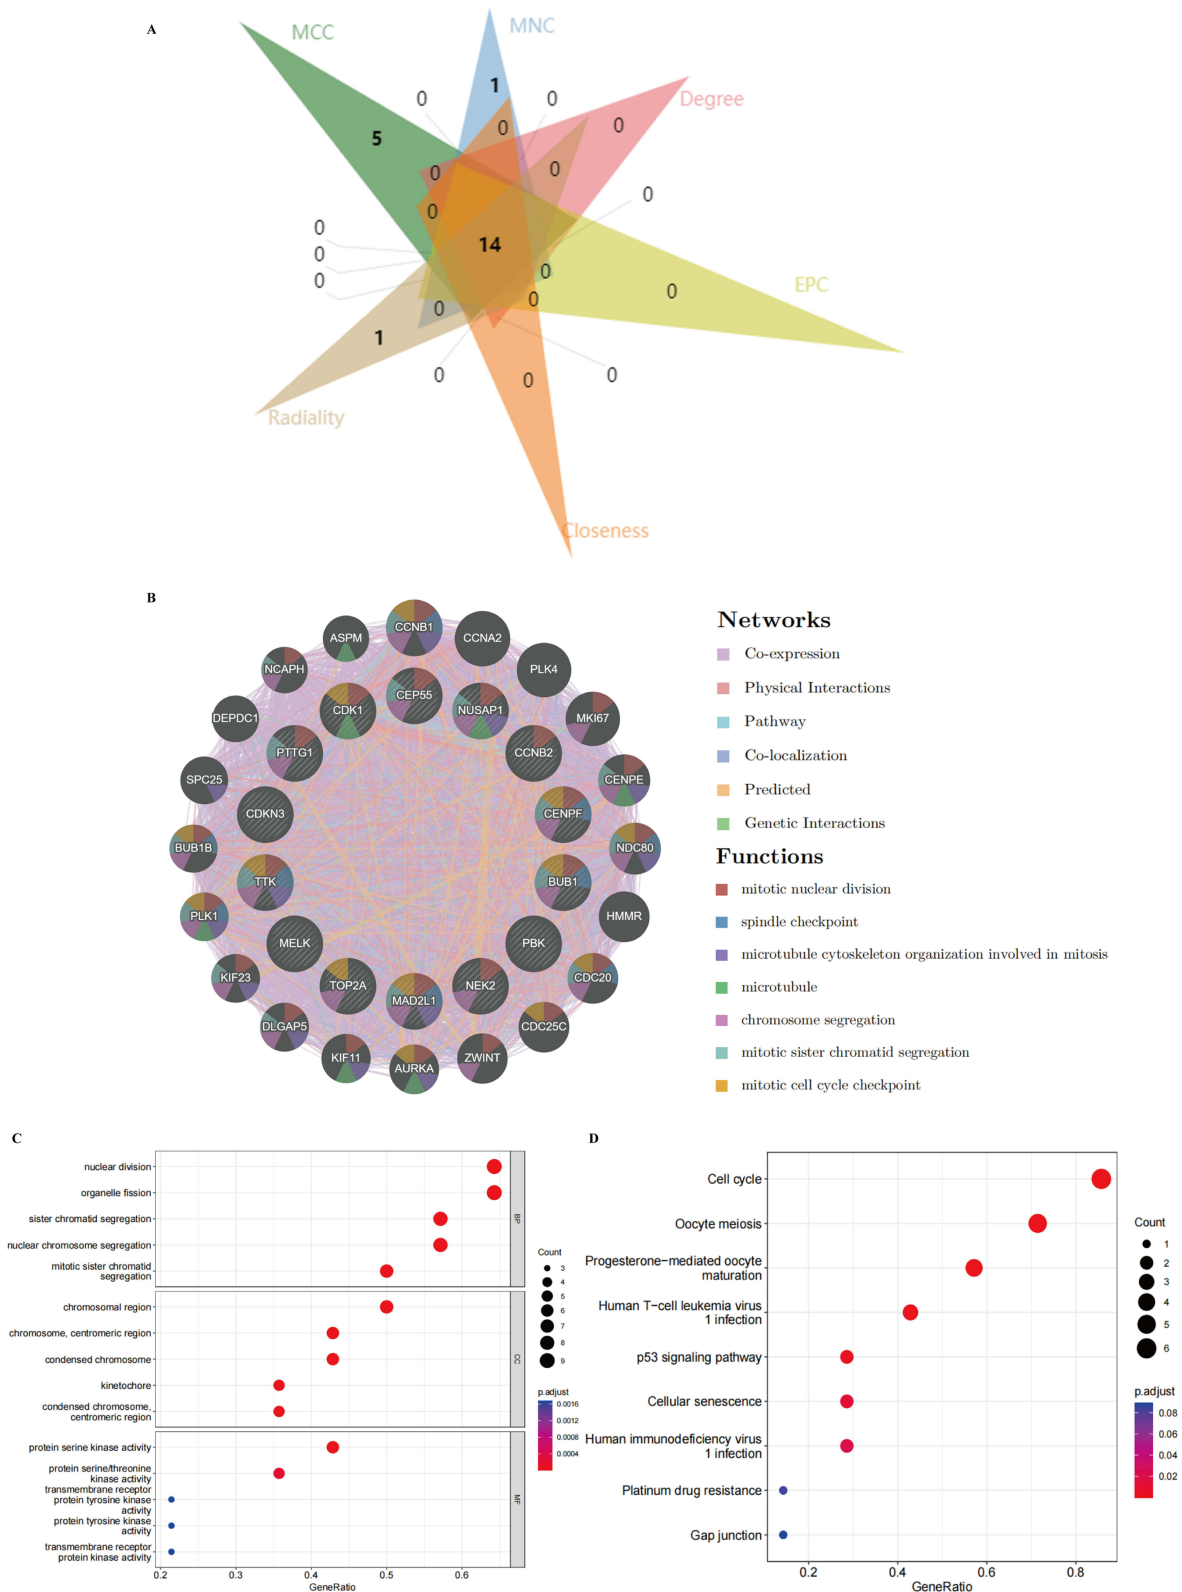 A
MCC
MNC
Degree
EPC
Closeness
Radiality
5
1
0
0
0
0
0
0
0
0
0
0
0
0
14
0
0
0
0
0
1
0
0
0
B
CCNB1
CCNA2
ASPM
PLK4
NCAPH
CEP55
MKI67
DEPDC1
CDK1
NUSAP1
PTTG1
CCNB2
CENPE
SPC25
CDKN3
CENPF
BUB1B
NDC80
TTK
BUB1
PLK1
HMMR
MELK
PBK
KIF23
TOP2A
MAD2L1
NEK2
CDC20
DLGAP5
CDC25C
KIF11
AURKA
ZWINT
Networks
Co-expression
Physical Interactions
Pathway
Co-localization
Predicted
Genetic Interactions
Functions
mitotic nuclear division
spindle checkpoint
microtubule cytoskeleton organization involved in mitosis
microtubule
chromosome segregation
mitotic sister chromatid segregation
mitotic cell cycle checkpoint
C
nuclear division
organelle fission
sister chromatid segregation
nuclear chromosome segregation
mitotic sister chromatid
segregation
BP
chromosomal region
chromosome, centromeric region
condensed chromosome
kinetochore
condensed chromosome,
centromeric region
CC
protein serine kinase activity
protein serine/threonine
kinase activity
transmembrane receptor
protein tyrosine kinase
activity
protein tyrosine kinase
activity
transmembrane receptor
protein kinase activity
MF
0.2 0.3 0.4 0.5 0.6
GeneRatio
Count
3
4
5
6
7
8
9
p.adjust
0.0016
0.0012
0.0008
0.0004
D
Cell cycle
Oocyte meiosis
Progesterone−mediated oocyte
maturation
Human T−cell leukemia virus
1 infection
p53 signaling pathway
Cellular senescence
Human immunodeficiency virus
1 infection
Platinum drug resistance
Gap junction
0.2 0.4 0.6 0.8
GeneRatio
Count
1
2
3
4
5
6
p.adjust
0.08
0.06
0.04
0.02